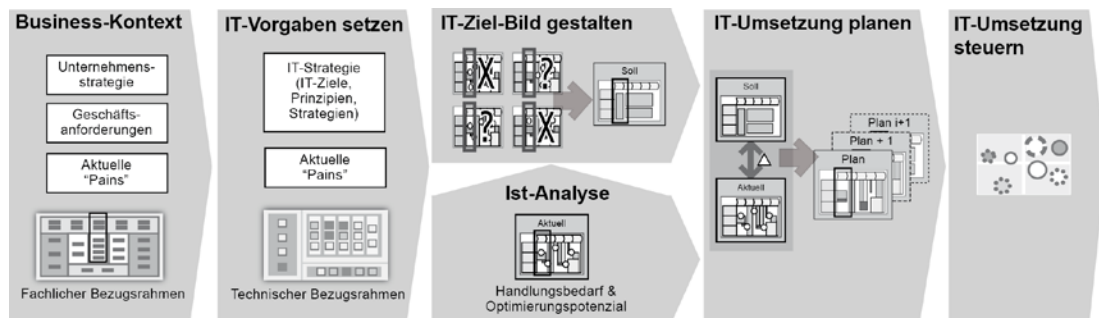 Business-Kontext
Unternehmens-
strategie
Geschäfts-
anforderungen
Aktuelle
"Pains"
Fachlicher Bezugsrahmen
IT-Vorgaben setzen
IT-Strategie
(IT-Ziele,
Prinzipien,
Strategien)
Aktuelle
"Pains"
Technischer Bezugsrahmen
IT-Ziel-Bild gestalten
X
?
?
X
Soll
Ist-Analyse
Aktuell
Handlungsbedarf &
Optimierungspotenzial
IT-Umsetzung planen
Soll
Aktuell
Plan i+1
Plan + 1
Plan
IT-Umsetzung
steuern